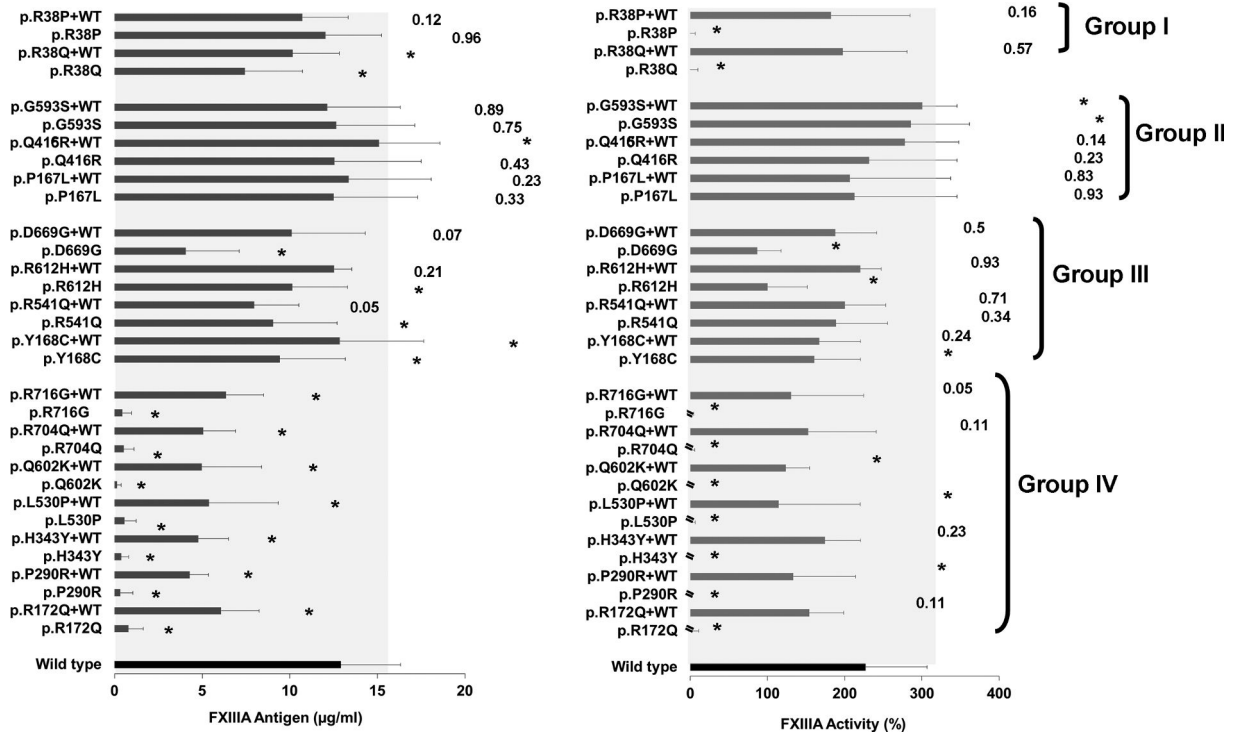 p.R38P+WT 0.12
p.R38P 0.96
p.R38Q+WT *
p.R38Q *
p.G593S+WT 0.89
p.G593S 0.75
p.Q416R+WT *
p.Q416R 0.43
p.P167L+WT 0.23
p.P167L 0.33
p.D669G+WT 0.07
p.D669G *
p.R612H+WT 0.21
p.R612H *
p.R541Q+WT 0.05
p.R541Q *
p.Y168C+WT *
p.Y168C *
p.R716G+WT *
p.R716G *
p.R704Q+WT *
p.R704Q *
p.Q602K+WT *
p.Q602K *
p.L530P+WT *
p.L530P *
p.H343Y+WT *
p.H343Y *
p.P290R+WT *
p.P290R *
p.R172Q+WT *
p.R172Q *
Wild type
0 5 10 15 20
FXIIIA Antigen (µg/ml)
p.R38P+WT 0.16
p.R38P *
p.R38Q+WT 0.57
p.R38Q *
Group I
p.G593S+WT *
p.G593S *
p.Q416R+WT 0.14
p.Q416R 0.23
p.P167L+WT 0.83
p.P167L 0.93
Group II
p.D669G+WT 0.5
p.D669G *
p.R612H+WT 0.93
p.R612H *
p.R541Q+WT 0.71
p.R541Q 0.34
p.Y168C+WT 0.24
p.Y168C *
Group III
p.R716G+WT 0.05
p.R716G *
p.R704Q+WT 0.11
p.R704Q *
p.Q602K+WT *
p.Q602K *
p.L530P+WT *
p.L530P *
p.H343Y+WT 0.23
p.H343Y *
p.P290R+WT *
p.P290R *
p.R172Q+WT 0.11
p.R172Q *
Group IV
Wild type
0 100 200 300 400
FXIIIA Activity (%)